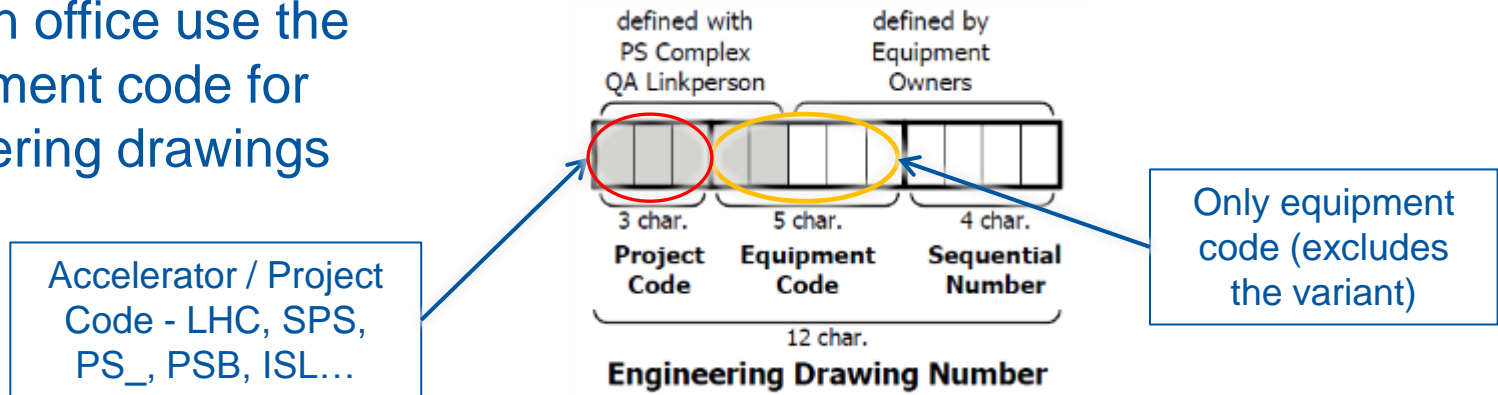 n office use the
ment code for
ering drawings
defined with
PS Complex
QA Linkperson
defined by
Equipment
Owners
3 char.
5 char.
4 char.
Project
Code
Equipment
Code
Sequential
Number
12 char.
Engineering Drawing Number
Accelerator / Project
Code - LHC, SPS,
PS_, PSB, ISL…
Only equipment
code (excludes
the variant)